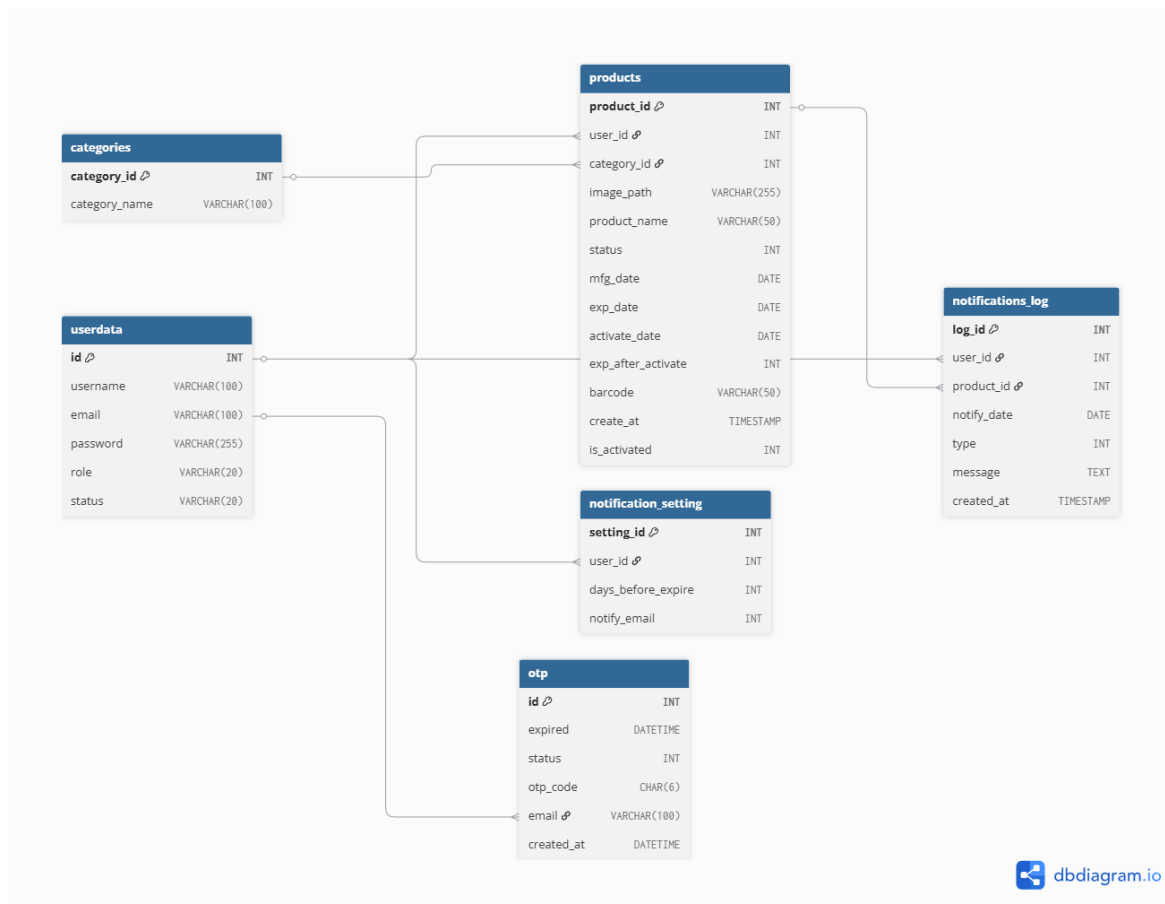 products
product_id INT
user_id INT
category_id INT
image_path VARCHAR(255)
product_name VARCHAR(50)
status INT
mfg_date DATE
exp_date DATE
activate_date DATE
exp_after_activate INT
barcode VARCHAR(50)
create_at TIMESTAMP
is_activated INT
categories
category_id INT
category_name VARCHAR(100)
userdata
id INT
username VARCHAR(100)
email VARCHAR(100)
password VARCHAR(255)
role VARCHAR(20)
status VARCHAR(20)
notifications_log
log_id INT
user_id INT
product_id INT
notify_date DATE
type INT
message TEXT
created_at TIMESTAMP
notification_setting
setting_id INT
user_id INT
days_before_expire INT
notify_email INT
otp
id INT
expired DATETIME
status INT
otp_code CHAR(6)
email VARCHAR(100)
created_at DATETIME
dbdiagram.io